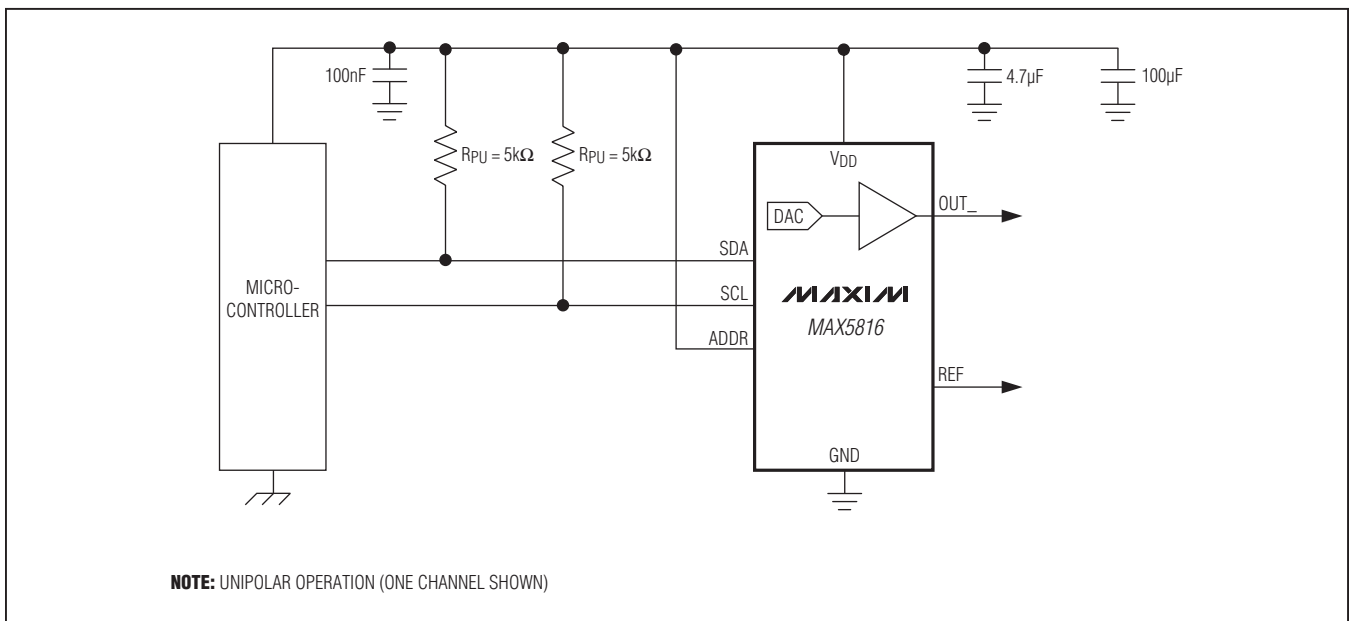 100nF
4.7µF
100µF
RPU = 5kΩ
RPU = 5kΩ
VDD
DAC
OUT_
SDA
MICRO-
CONTROLLER
SCL
MAXIM
MAX5816
ADDR
REF
GND
NOTE: UNIPOLAR OPERATION (ONE CHANNEL SHOWN)